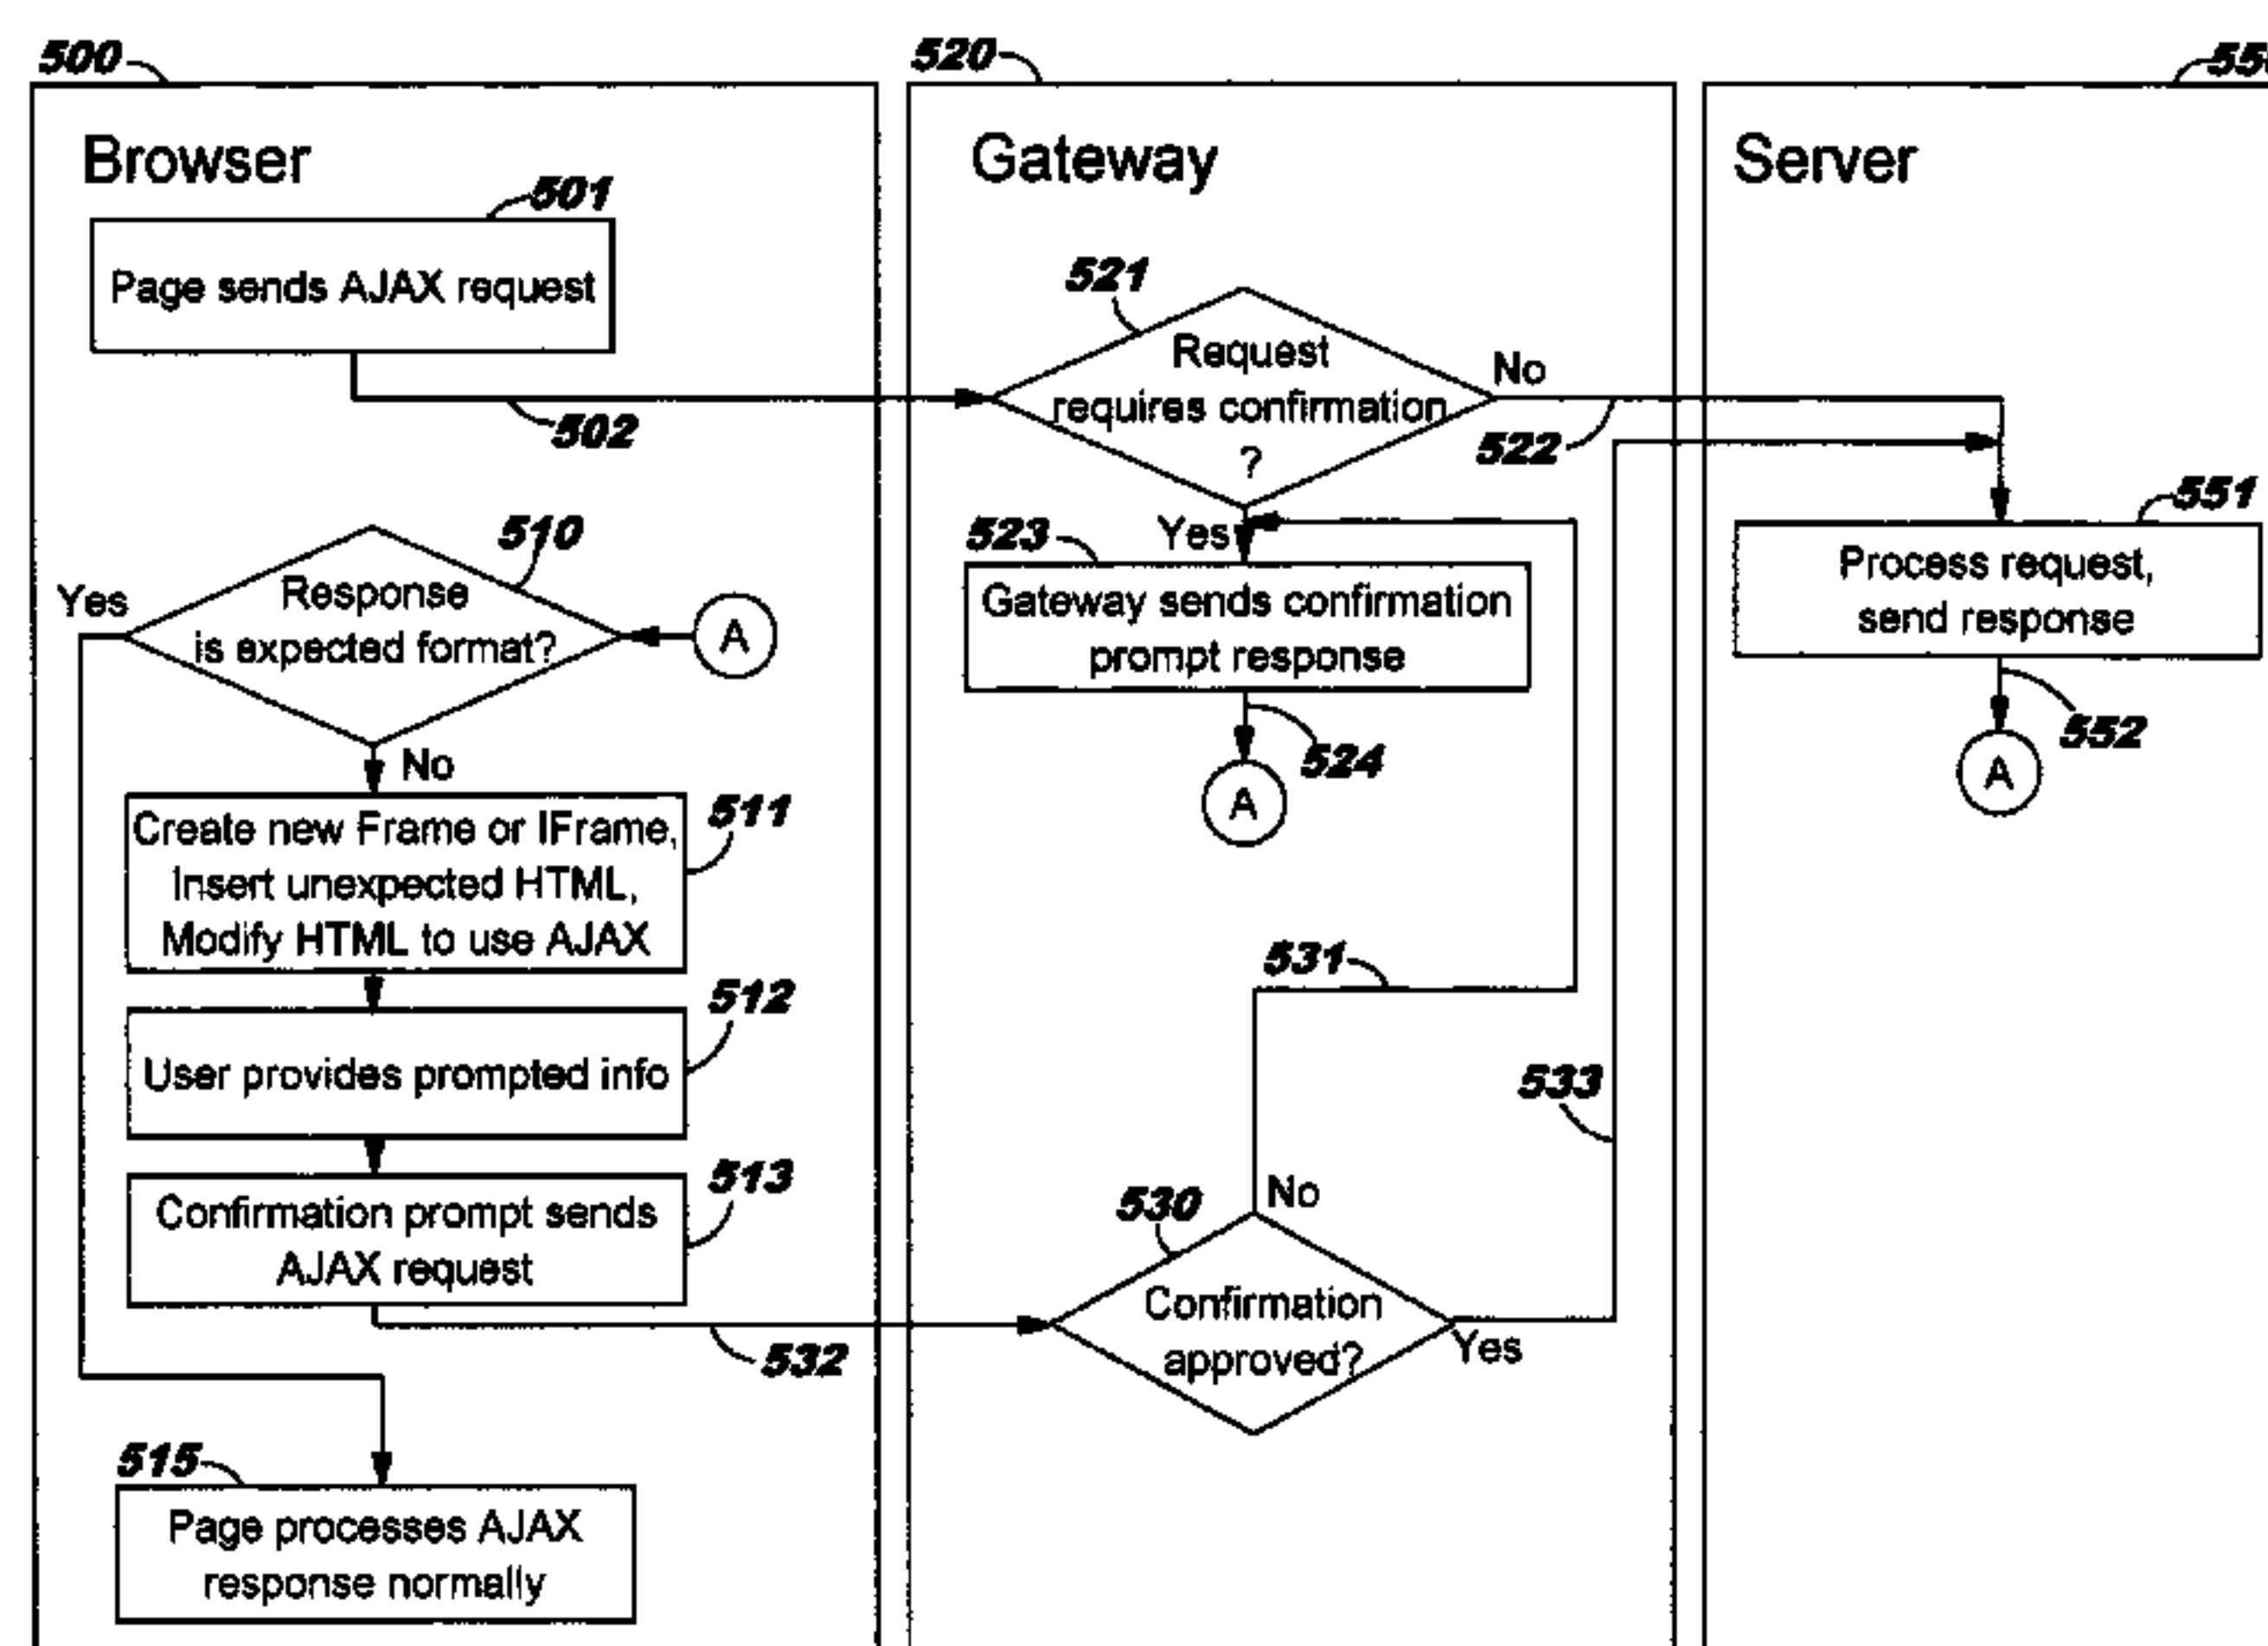 500
520
Browser
Gateway
Server
501
Page sends AJAX request
502
521
Request
requires confirmation
?
No
522
Yes
510
Response
is expected format?
Yes
A
No
523
Gateway sends confirmation
prompt response
524
A
551
Process request,
send response
552
A
511
Create new Frame or IFrame,
Insert unexpected HTML,
Modify HTML to use AJAX
512
User provides prompted info
513
Confirmation prompt sends
AJAX request
532
531
533
530
No
Confirmation
approved?
Yes
515
Page processes AJAX
response normally